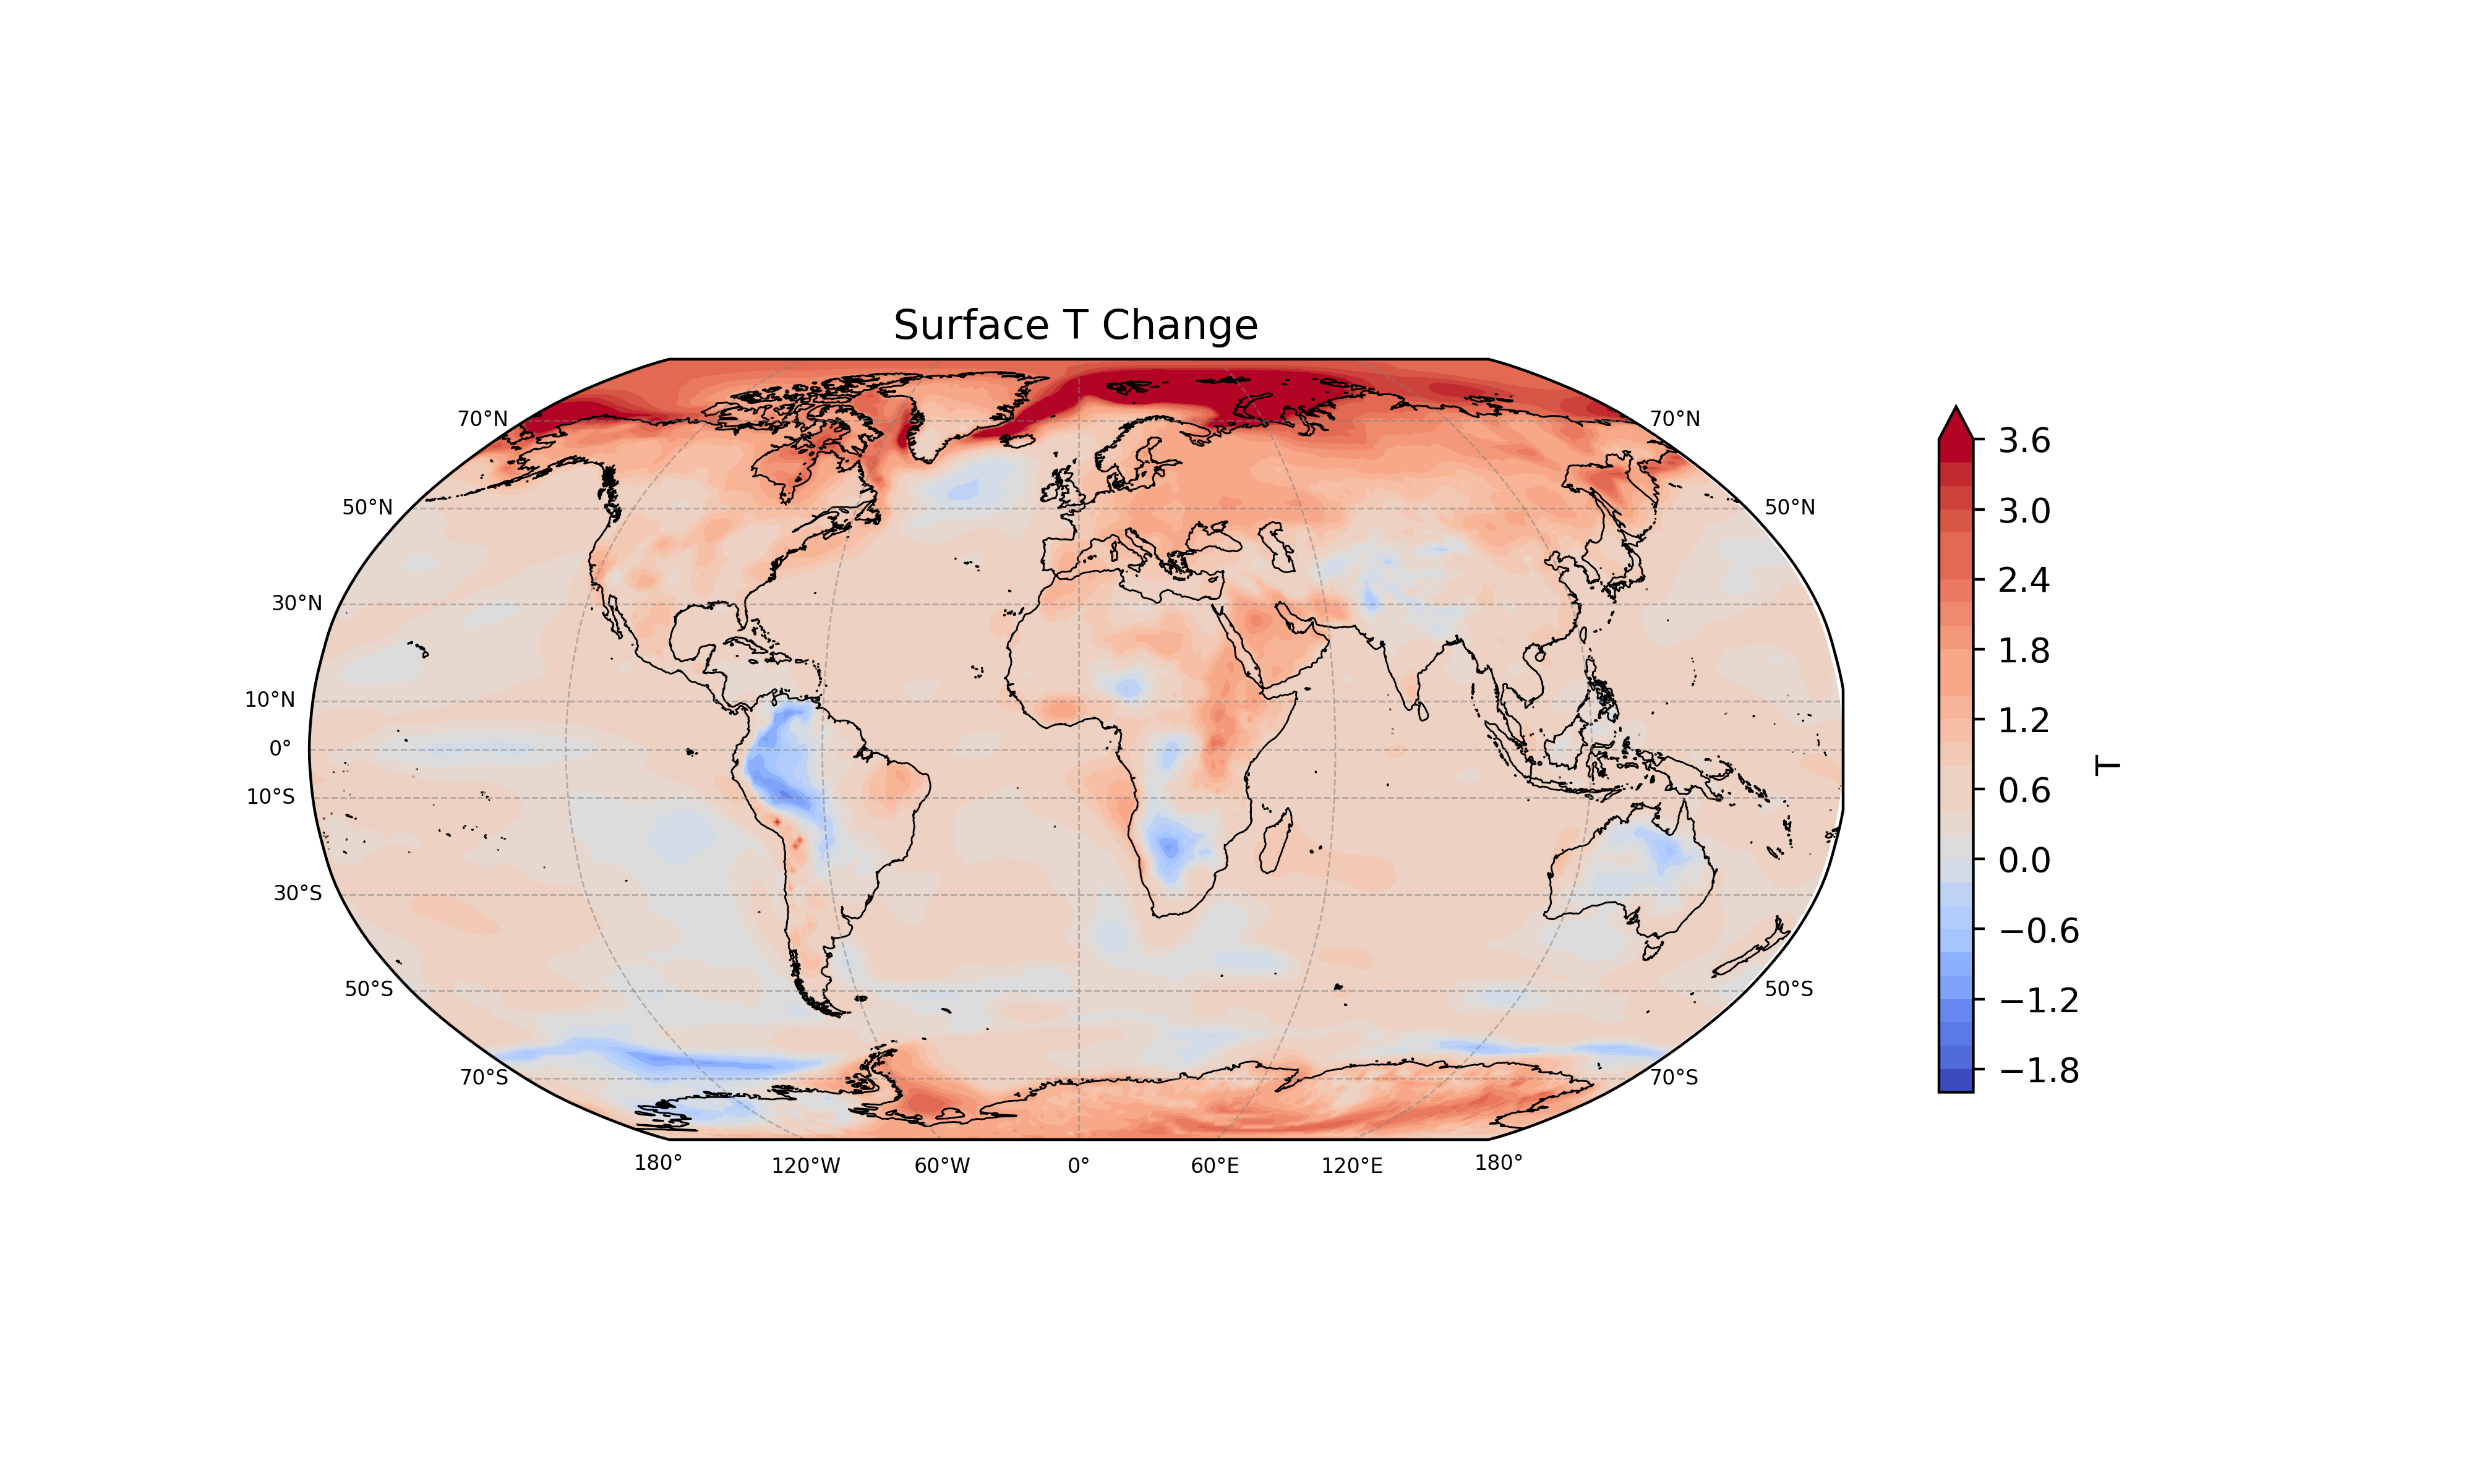 Surface T Change
70°N
70°N
50°N
50°N
30°N
10°N
0°
10°S
30°S
50°S
50°S
70°S
70°S
180°
120°W
60°W
0°
60°E
120°E
180°
3.6
3.0
2.4
1.8
1.2
0.6
0.0
−0.6
−1.2
−1.8
T